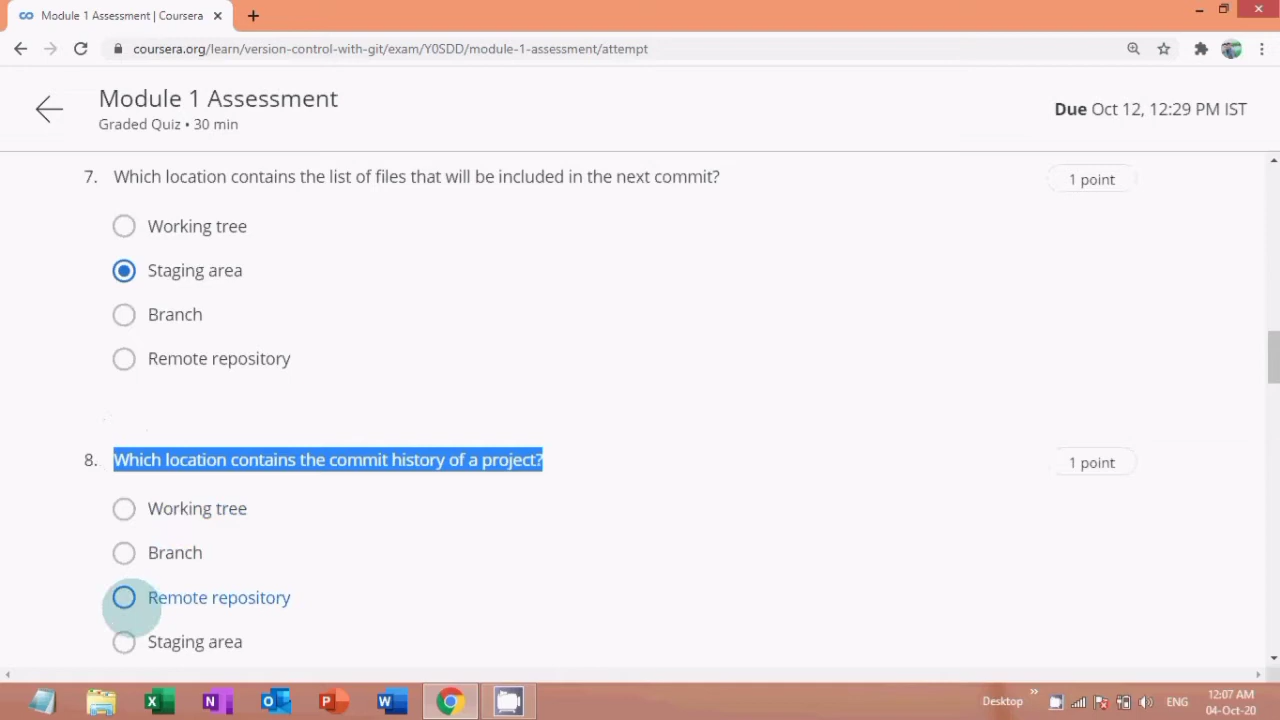 Module 1 Assessment | Coursera
coursera.org/learn/version-control-with-git/exam/Y0SDD/module-1-assessment/attempt
Module 1 Assessment
Graded Quiz • 30 min
Due Oct 12, 12:29 PM IST
7. Which location contains the list of files that will be included in the next commit?
1 point
Working tree
Staging area
Branch
Remote repository
8. Which location contains the commit history of a project?
1 point
Working tree
Branch
Remote repository
Staging area
Desktop
ENG
12:07 AM
04-Oct-20